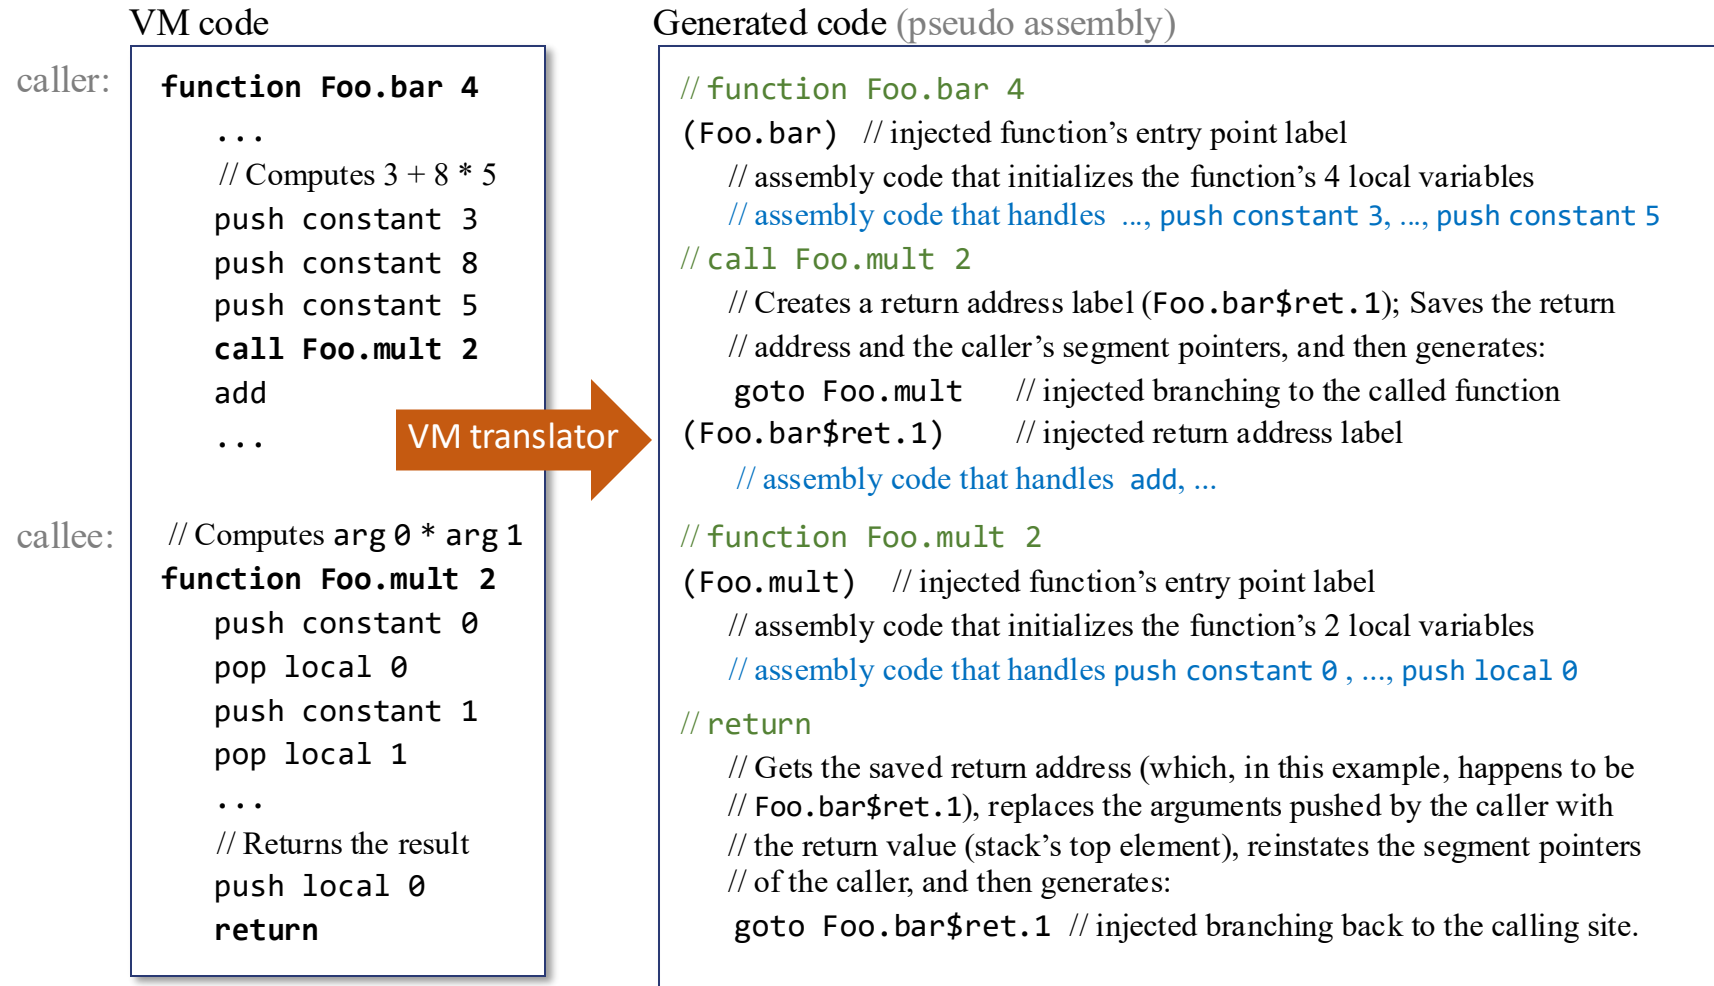 VM code
caller:
function Foo.bar 4
...
// Computes 3 + 8 * 5
push constant 3
push constant 8
push constant 5
call Foo.mult 2
add
...
callee:
// Computes arg 0 * arg 1
function Foo.mult 2
push constant 0
pop local 0
push constant 1
pop local 1
...
// Returns the result
push local 0
return
VM translator
Generated code (pseudo assembly)
// function Foo.bar 4
(Foo.bar) // injected function’s entry point label
// assembly code that initializes the function’s 4 local variables
// assembly code that handles ..., push constant 3, ..., push constant 5
// call Foo.mult 2
// Creates a return address label (Foo.bar$ret.1); Saves the return
// address and the caller’s segment pointers, and then generates:
goto Foo.mult // injected branching to the called function
(Foo.bar$ret.1) // injected return address label
// assembly code that handles add, ...
// function Foo.mult 2
(Foo.mult) // injected function’s entry point label
// assembly code that initializes the function’s 2 local variables
// assembly code that handles push constant 0 , ..., push local 0
// return
// Gets the saved return address (which, in this example, happens to be
// Foo.bar$ret.1), replaces the arguments pushed by the caller with
// the return value (stack’s top element), reinstates the segment pointers
// of the caller, and then generates:
goto Foo.bar$ret.1 // injected branching back to the calling site.